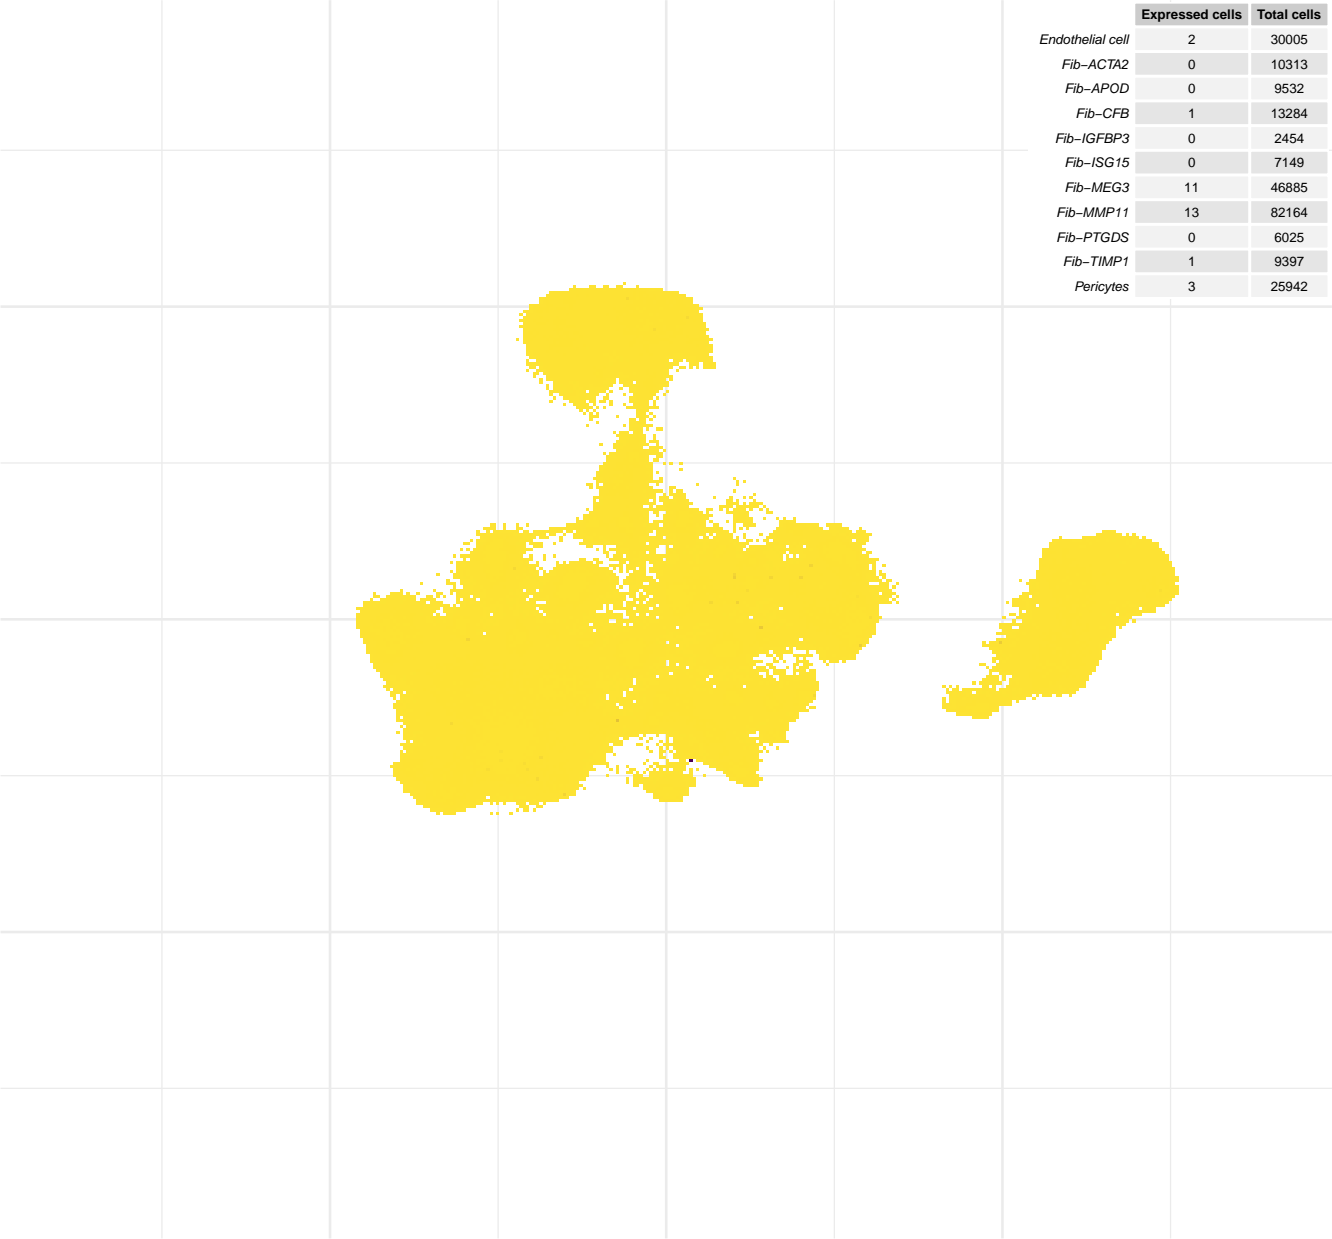 Expressed cells Total cells
Endothelial cell 2 30005
Fib−ACTA2 0 10313
Fib−APOD 0 9532
Fib−CFB 1 13284
Fib−IGFBP3 0 2454
Fib−ISG15 0 7149
Fib−MEG3 11 46885
Fib−MMP11 13 82164
Fib−PTGDS 0 6025
Fib−TIMP1 1 9397
Pericytes 3 25942